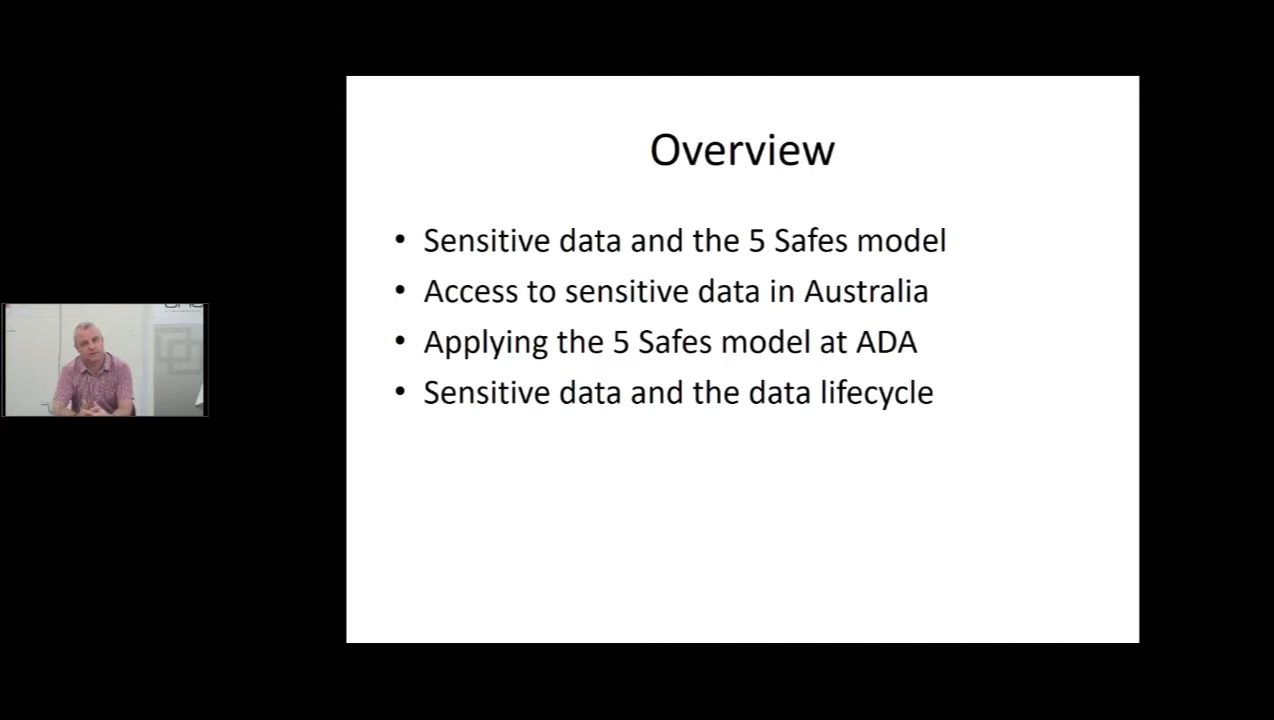 Overview
• Sensitive data and the 5 Safes model
• Access to sensitive data in Australia
• Applying the 5 Safes model at ADA
• Sensitive data and the data lifecycle